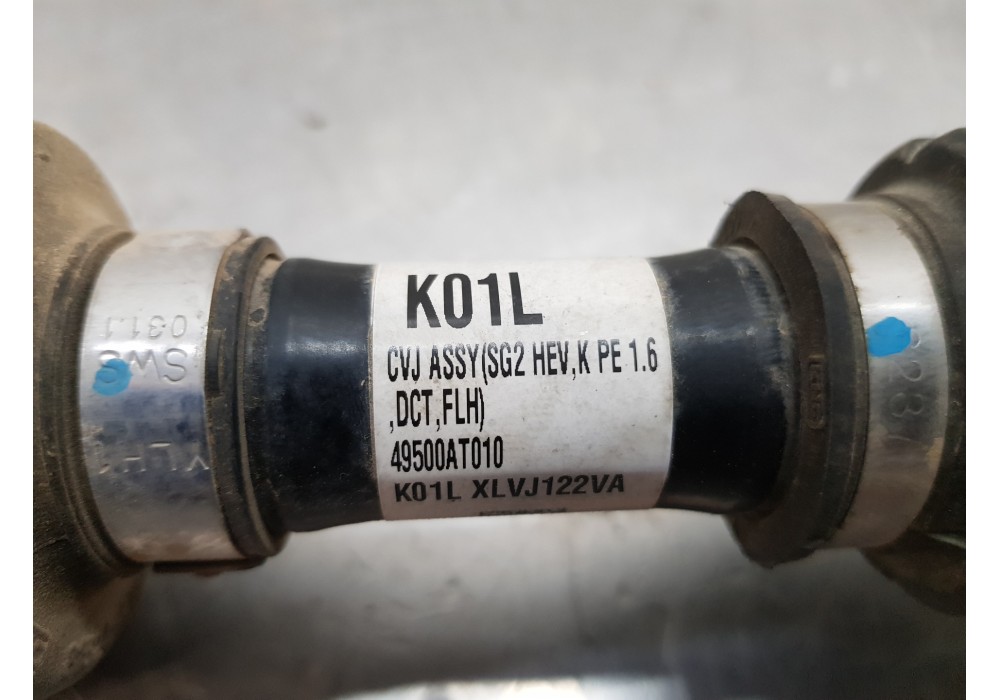 K01L
CVJ ASSY(SG2 HEV,K PE 1.6
,DCT,FLH)
49500AT010
K01L XLVJ122VA